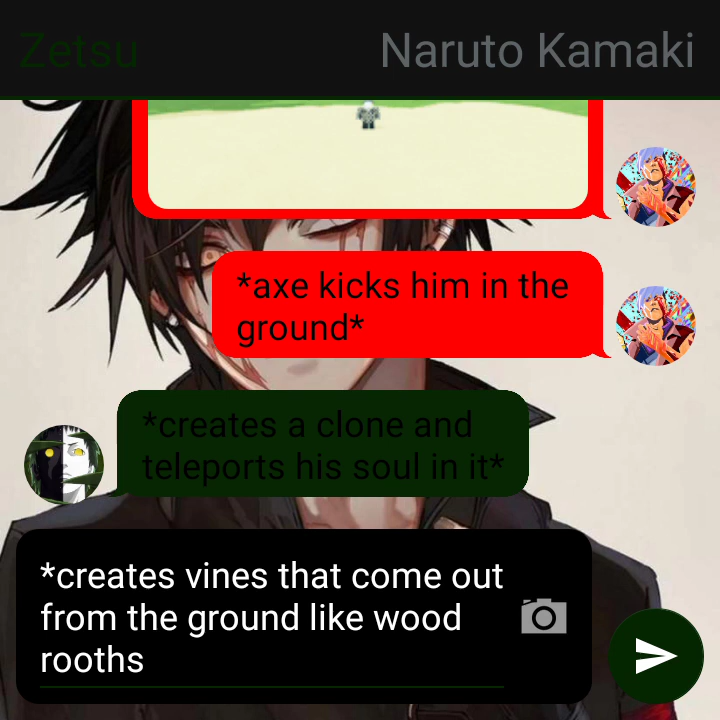 Zetsu
Naruto Kamaki
*axe kicks him in the
ground*
*creates a clone and
teleports his soul in it*
*creates vines that come out
from the ground like wood
rooths